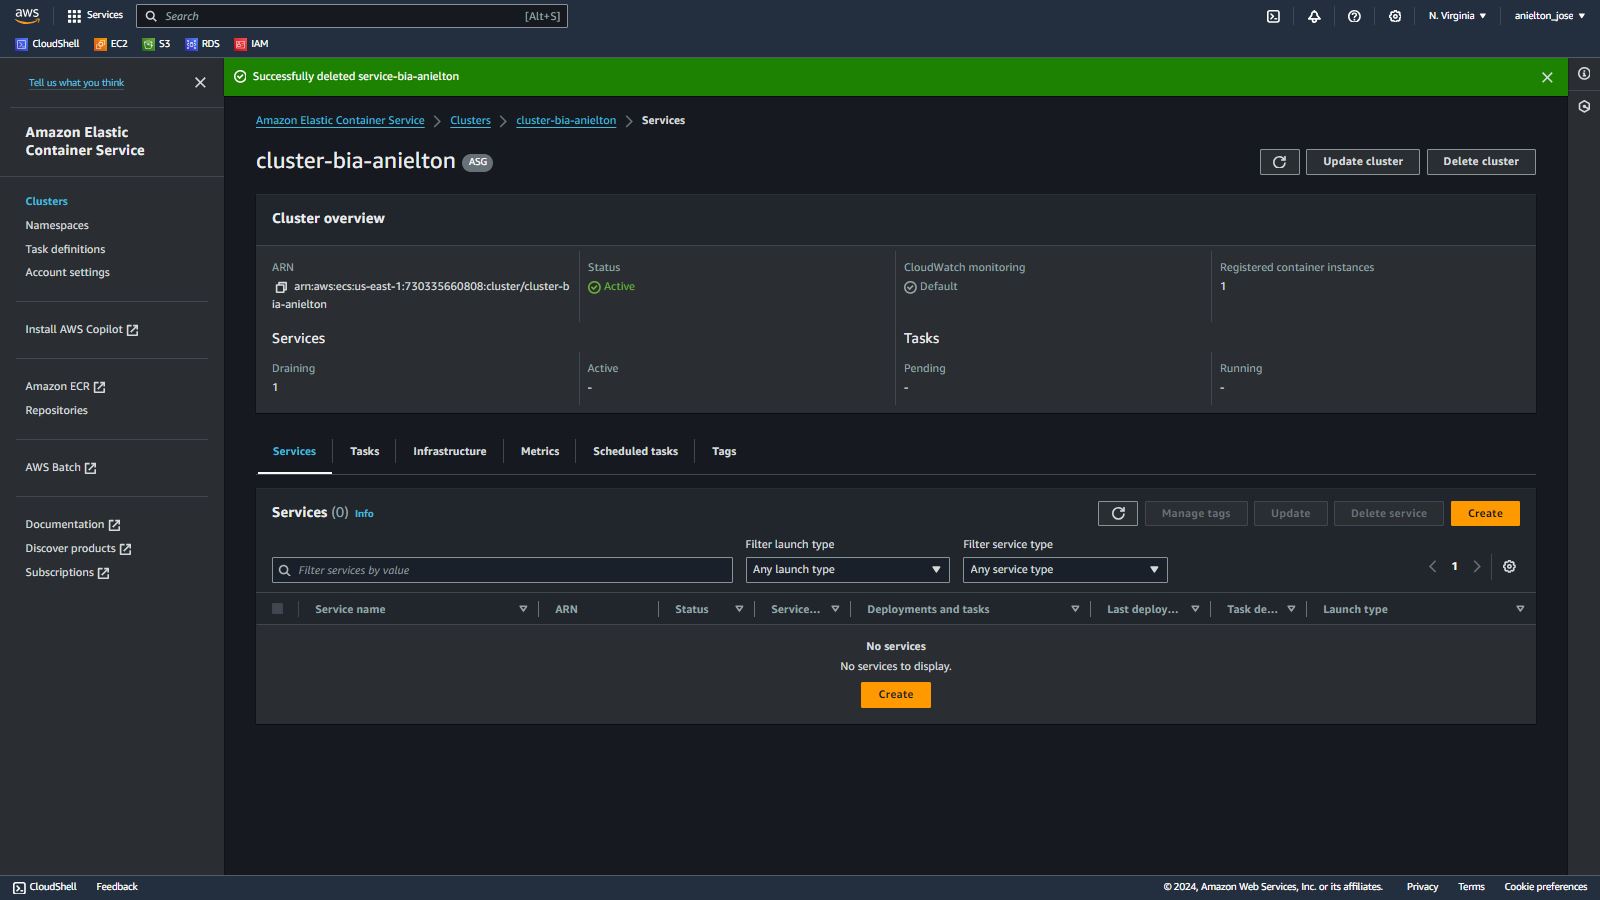 aws
Services
Search
[Alt+S]
N. Virginia
anielton_jose
CloudShell
EC2
S3
RDS
IAM
Tell us what you think
Successfully deleted service-bia-anielton
Amazon Elastic
Container Service
Clusters
Namespaces
Task definitions
Account settings
Install AWS Copilot
Amazon ECR
Repositories
AWS Batch
Documentation
Discover products
Subscriptions
Amazon Elastic Container Service
Clusters
cluster-bia-anielton
Services
cluster-bia-anielton
ASG
Update cluster
Delete cluster
Cluster overview
ARN
arn:aws:ecs:us-east-1:730335660808:cluster/cluster-b
ia-anielton
Status
Active
CloudWatch monitoring
Default
Registered container instances
1
Services
Tasks
Draining
1
Active
-
Pending
-
Running
-
Services
Tasks
Infrastructure
Metrics
Scheduled tasks
Tags
Services (0) Info
Manage tags
Update
Delete service
Create
Filter launch type
Filter service type
Filter services by value
Any launch type
Any service type
1
Service name
ARN
Status
Service...
Deployments and tasks
Last deploy...
Task de...
Launch type
No services
No services to display.
Create
CloudShell
Feedback
© 2024, Amazon Web Services, Inc. or its affiliates.
Privacy
Terms
Cookie preferences